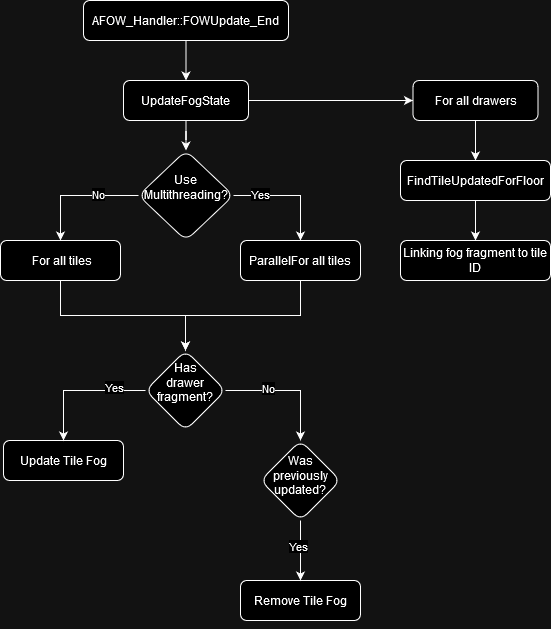 AFOW_Handler::FOWUpdate_End
UpdateFogState
For all drawers
Use
Multithreading?
No
Yes
FindTileUpdatedForFloor
For all tiles
ParallelFor all tiles
Linking fog fragment to tile
ID
Has
drawer
fragment?
Yes
No
Update Tile Fog
Was
previously
updated?
Yes
Remove Tile Fog